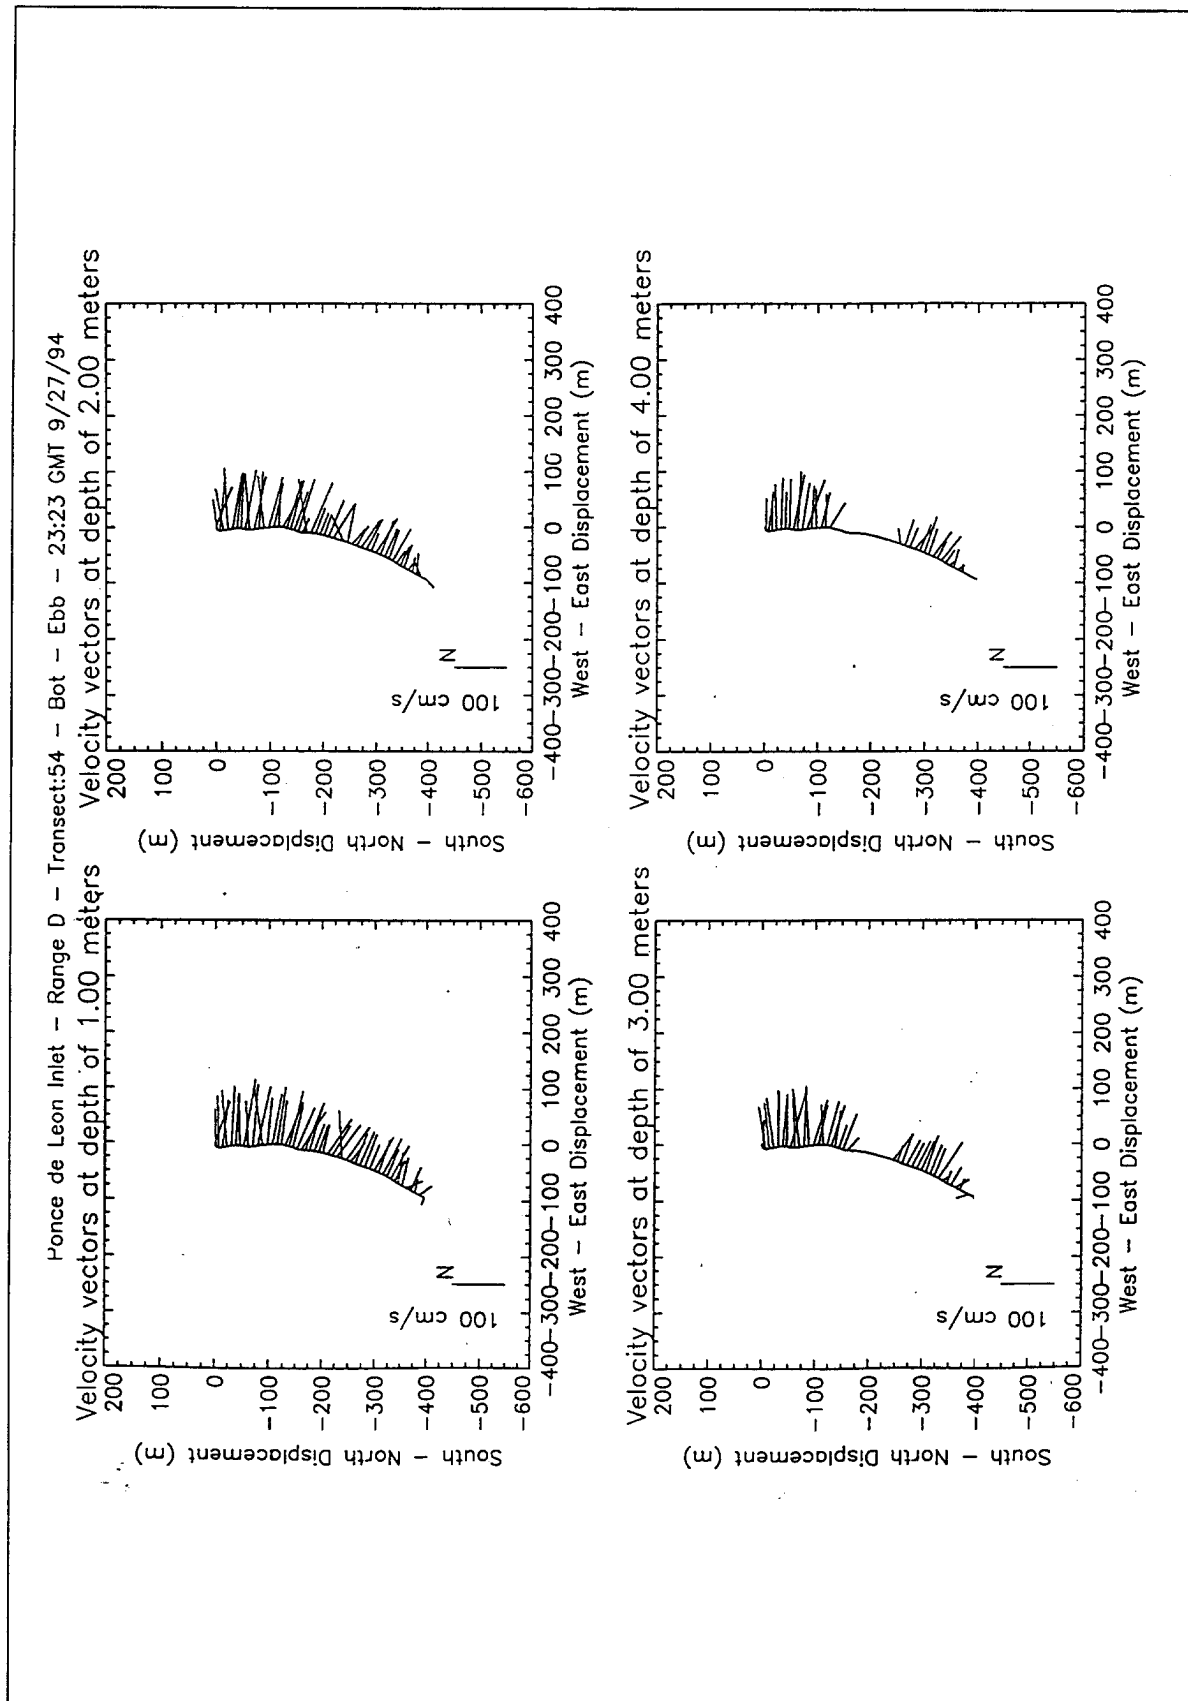 Ponce de Leon Inlet – Range D – Transect:54 – Bot – Ebb – 23:23 GMT 9/27/94
Velocity vectors at depth of 1.00 meters
South – North Displacement (m)
200
100
0
-100
-200
-300
-400
-500
-600
100 cm/s
N
-400-300-200-100 0 100 200 300 400
West – East Displacement (m)
Velocity vectors at depth of 2.00 meters
South – North Displacement (m)
200
100
0
-100
-200
-300
-400
-500
-600
100 cm/s
N
-400-300-200-100 0 100 200 300 400
West – East Displacement (m)
Velocity vectors at depth of 3.00 meters
South – North Displacement (m)
200
100
0
-100
-200
-300
-400
-500
-600
100 cm/s
N
-400-300-200-100 0 100 200 300 400
West – East Displacement (m)
Velocity vectors at depth of 4.00 meters
South – North Displacement (m)
200
100
0
-100
-200
-300
-400
-500
-600
100 cm/s
N
-400-300-200-100 0 100 200 300 400
West – East Displacement (m)